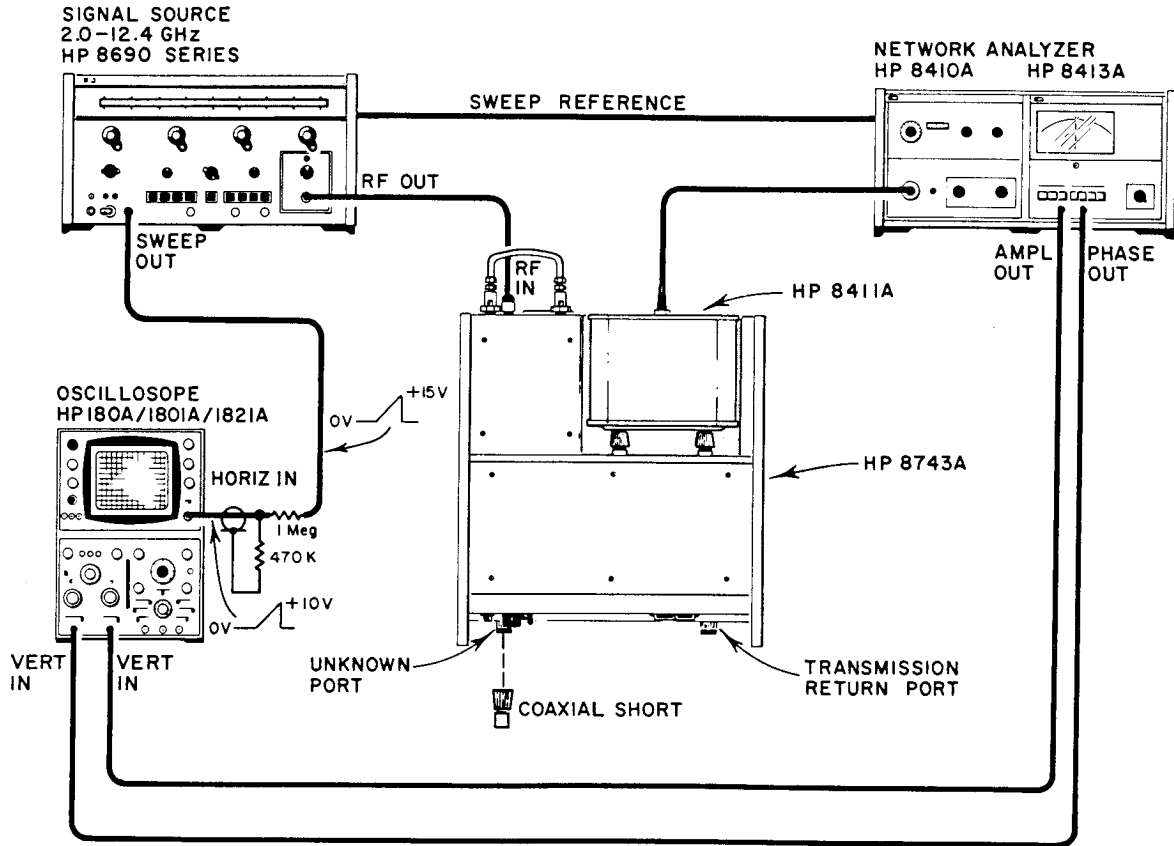 SIGNAL SOURCE
2.0-12.4 GHz
HP 8690 SERIES
NETWORK ANALYZER
HP 8410A HP 8413A
SWEEP REFERENCE
RF OUT
SWEEP
OUT
RF
IN
AMPL
OUT
PHASE
OUT
HP 8411A
OSCILLOSOPE
HP180A/1801A/1821A
0V
+15V
HORIZ IN
1 Meg
470K
HP 8743A
0V
+10V
VERT
IN
VERT
IN
UNKNOWN
PORT
TRANSMISSION
RETURN PORT
COAXIAL SHORT